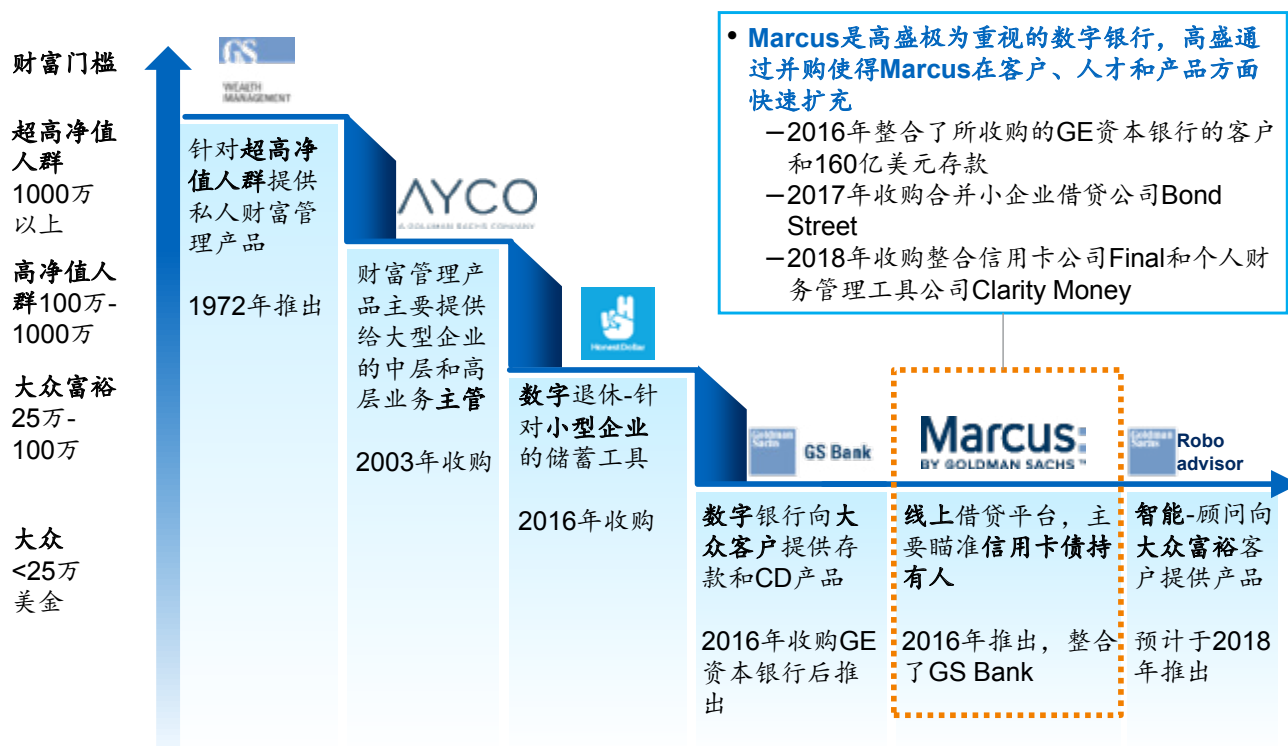 财富门槛
超高净值
人群
1000万
以上
高净值人
群100万-
1000万
大众富裕
25万-
100万
大众
<25万
美金
GS
WEALTH
MANAGEMENT
针对超高净
值人群提供
私人财富管
理产品
1972年推出
AYCO
A GOLDMAN SACHS COMPANY
财富管理产
品主要提供
给大型企业
的中层和高
层业务主管
2003年收购
HonestDollar
数字退休-针
对小型企业
的储蓄工具
2016年收购
Goldman
Sachs
GS Bank
数字银行向大
众客户提供存
款和CD产品
2016年收购GE
资本银行后推
出
Marcus:
BY GOLDMAN SACHS™
线上借贷平台，主
要瞄准信用卡债持
有人
2016年推出，整合
了GS Bank
Goldman
Sachs
Robo
advisor
智能-顾问向
大众富裕客
户提供产品
预计于2018
年推出
• Marcus是高盛极为重视的数字银行，高盛通
过并购使得Marcus在客户、人才和产品方面
快速扩充
–2016年整合了所收购的GE资本银行的客户
和160亿美元存款
–2017年收购合并小企业借贷公司Bond
Street
–2018年收购整合信用卡公司Final和个人财
务管理工具公司Clarity Money